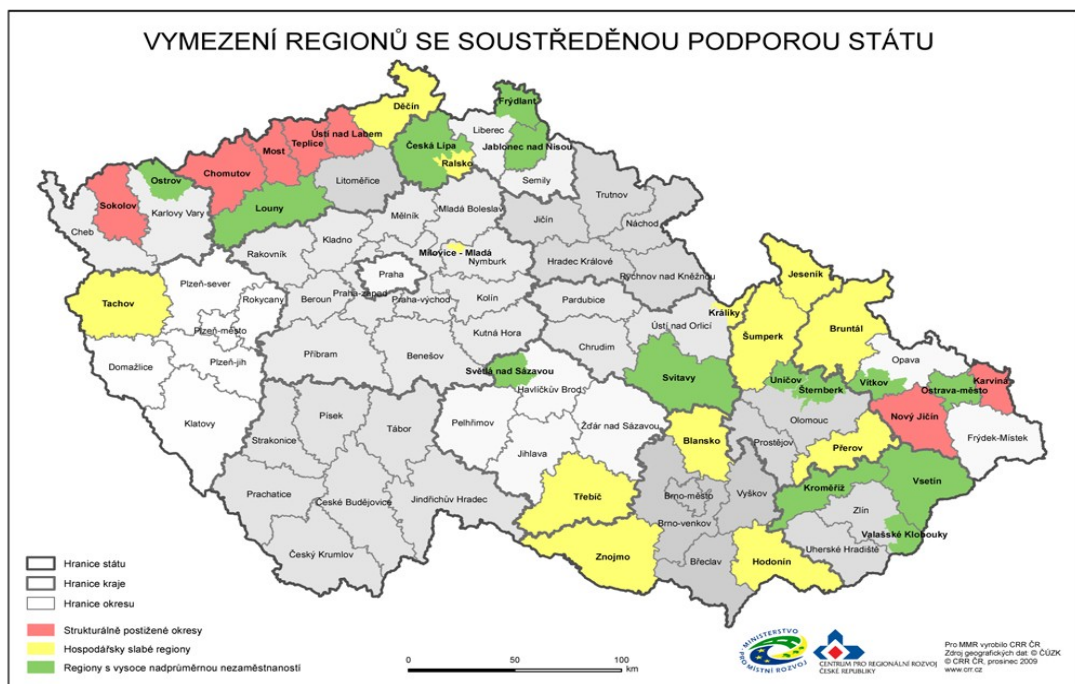 VYMEZENÍ REGIONŮ SE SOUSTŘEDĚNOU PODPOROU STÁTU
Děčín
Frýdlant
Liberec
Ústí nad Labem
Teplice
Most
Česká Lípa
Jablonec nad Nisou
Ralsko
Chomutov
Ostrov
Litoměřice
Semily
Trutnov
Sokolov
Karlovy Vary
Louny
Mělník
Mladá Boleslav
Jičín
Náchod
Cheb
Kladno
Rakovník
Milovice - Mladá
Nymburk
Hradec Králové
Rychnov nad Kněžnou
Jeseník
Praha
Plzeň-sever
Rokycany
Beroun
Praha-západ
Praha-východ
Kolín
Pardubice
Králíky
Tachov
Plzeň-město
Kutná Hora
Ústí nad Orlicí
Šumperk
Bruntál
Příbram
Benešov
Chrudim
Opava
Domažlice
Plzeň-jih
Světlá nad Sázavou
Svitavy
Uničov
Šternberk
Vítkov
Karviná
Ostrava-město
Havlíčkův Brod
Nový Jičín
Klatovy
Písek
Tábor
Pelhřimov
Žďár nad Sázavou
Olomouc
Frýdek-Místek
Strakonice
Blansko
Prostějov
Přerov
Jihlava
Vsetín
Kroměříž
Prachatice
České Budějovice
Jindřichův Hradec
Třebíč
Brno-město
Vyškov
Zlín
Brno-venkov
Valašské Klobouky
Český Krumlov
Znojmo
Břeclav
Hodonín
Uherské Hradiště
Hranice státu
Hranice kraje
Hranice okresu
Strukturálně postižené okresy
Hospodářsky slabé regiony
Regiony s vysoce nadprůměrnou nezaměstnaností
0 50 100
km
MINISTERSTVO
PRO MÍSTNÍ ROZVOJ
CENTRUM PRO REGIONÁLNÍ ROZVOJ
ČESKÉ REPUBLIKY
Pro MMR vyrobilo CRR ČR
Zdroj geografických dat © ČÚZK
© CRR ČR, prosinec 2009
www.crr.cz